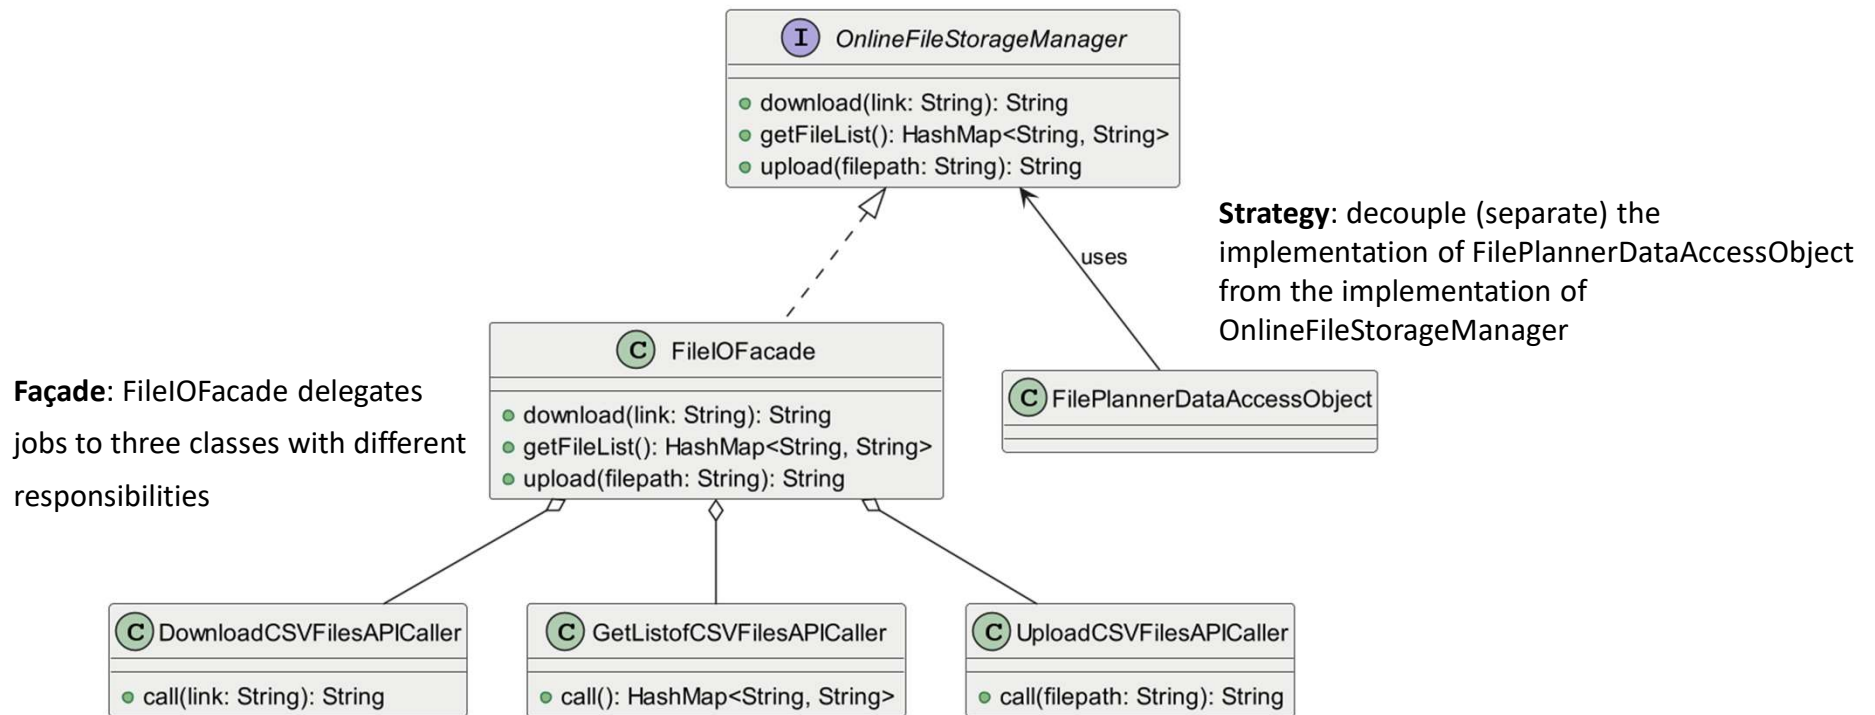 I OnlineFileStorageManager
download(link: String): String
getFileList(): HashMap<String, String>
upload(filepath: String): String
uses
Strategy: decouple (separate) the
implementation of FilePlannerDataAccessObject
from the implementation of
OnlineFileStorageManager
C FileIOFacade
download(link: String): String
getFileList(): HashMap<String, String>
upload(filepath: String): String
C FilePlannerDataAccessObject
Façade: FileIOFacade delegates
jobs to three classes with different
responsibilities
C DownloadCSVFilesAPICaller
call(link: String): String
C GetListofCSVFilesAPICaller
call(): HashMap<String, String>
C UploadCSVFilesAPICaller
call(filepath: String): String